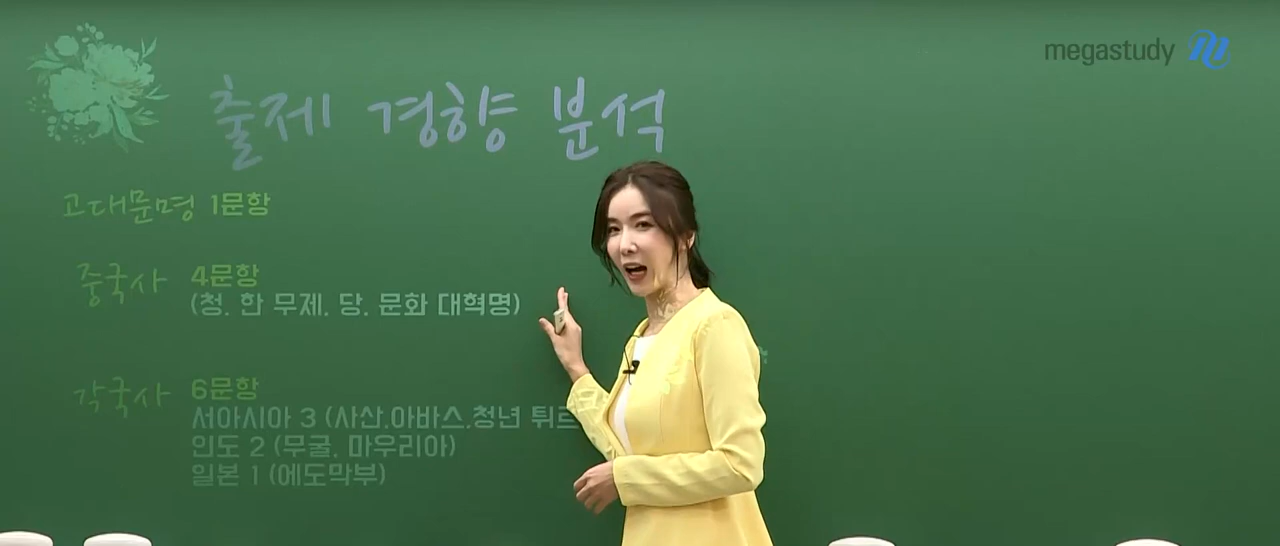 megastudy
출제 경향 분석
고대문명 1문항
중국사 4문항
(청, 한 무제, 당, 문화 대혁명)
각국사 6문항
서아시아 3 (사산,아바스,청년
인도 2 (무굴, 마우리아)
일본 1 (에도막부)